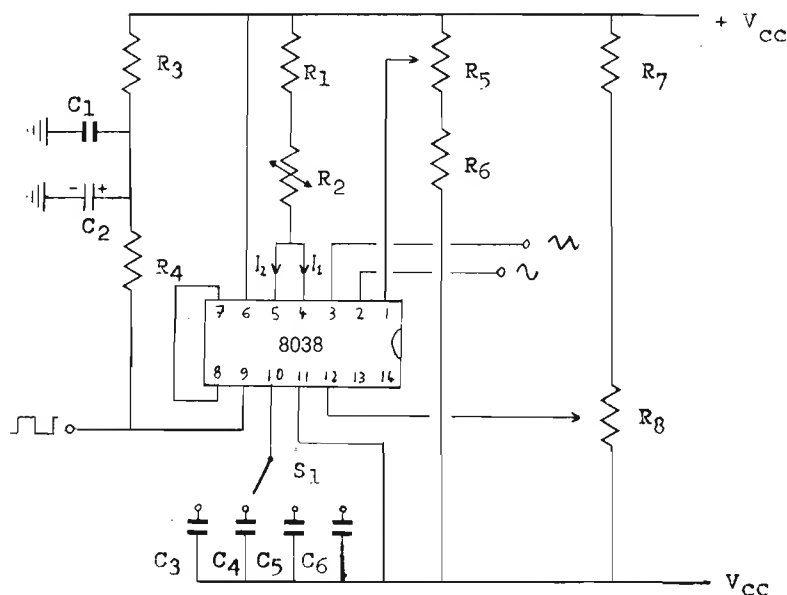 + VCC
R3
R1
R5
R7
C1
R2
R6
- +
C2
R4
I2 I1
7 6 5 4 3 2 1
8038
8 9 10 11 12 13 14
R8
S1
C3 C4 C5 C6
VCC